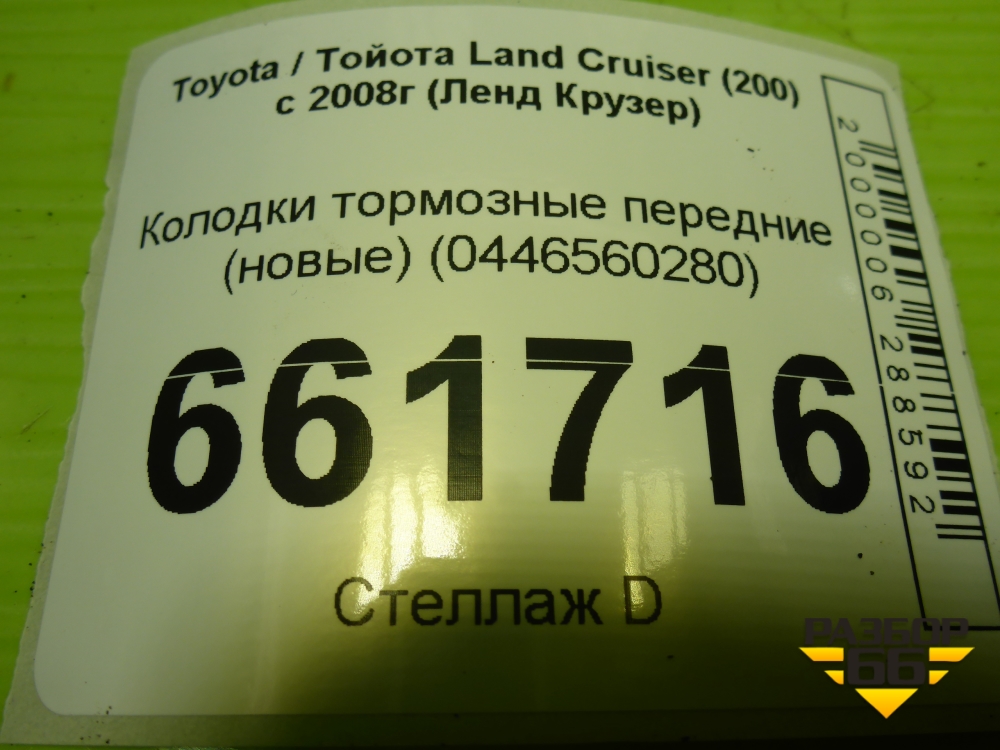 Toyota / Тойота Land Cruiser (200)
с 2008г (Ленд Крузер)
Колодки тормозные передние
(новые) (0446560280)
661716
Стеллаж D
2000006288592
РАЗБОР
66